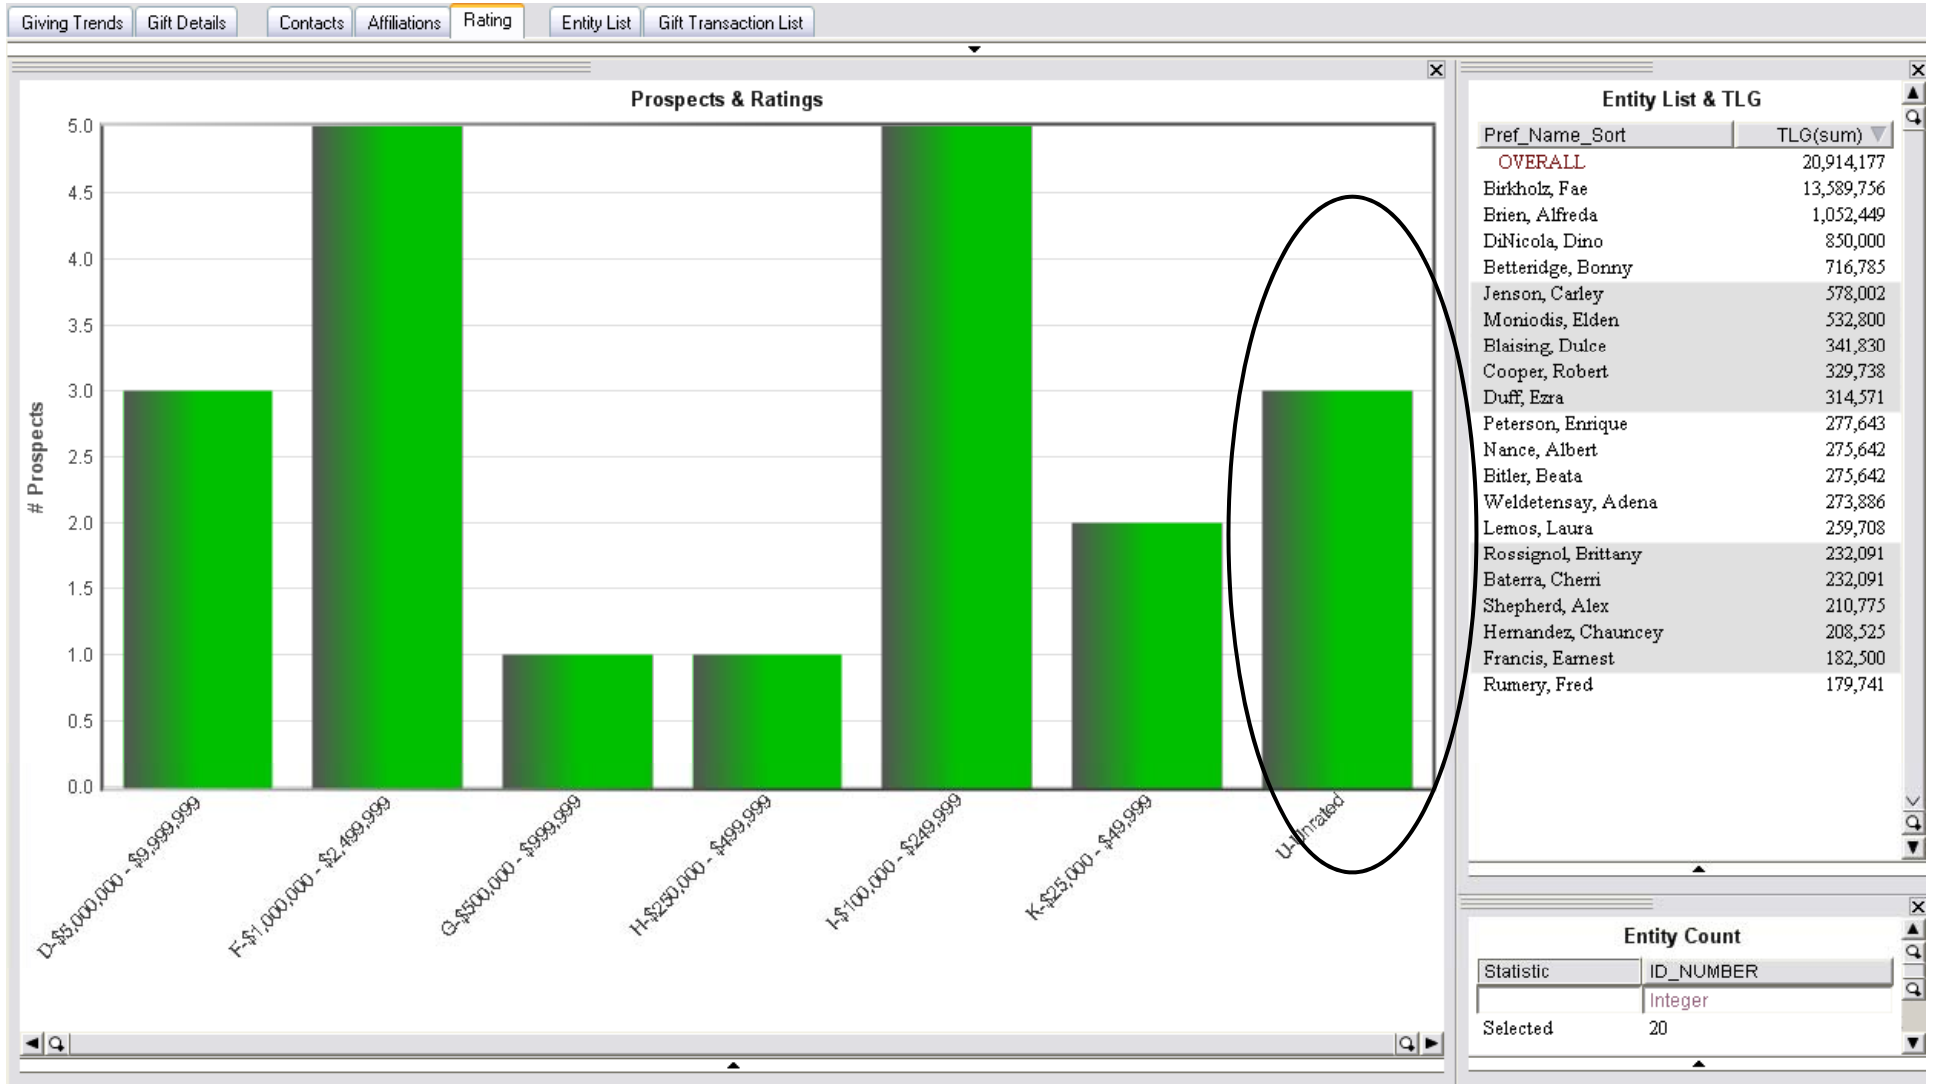 Giving Trends Gift Details Contacts Affiliations Rating Entity List Gift Transaction List
Prospects & Ratings
# Prospects
5.0
4.5
4.0
3.5
3.0
2.5
2.0
1.5
1.0
0.5
0.0
D-$5,000,000 - $9,999,999
F-$1,000,000 - $2,499,999
G-$500,000 - $999,999
H-$250,000 - $499,999
I-$100,000 - $249,999
K-$25,000 - $49,999
U-Unrated
Entity List & TLG
Pref_Name_Sort TLG(sum)
OVERALL 20,914,177
Birkholz, Fae 13,589,756
Brien, Alfreda 1,052,449
DiNicola, Dino 850,000
Betteridge, Bonny 716,785
Jenson, Carley 578,002
Moniodis, Elden 532,800
Blaising, Dulce 341,830
Cooper, Robert 329,738
Duff, Ezra 314,571
Peterson, Enrique 277,643
Nance, Albert 275,642
Bitler, Beata 275,642
Weldetensay, Adena 273,886
Lemos, Laura 259,708
Rossignol, Brittany 232,091
Baterra, Cherri 232,091
Shepherd, Alex 210,775
Hernandez, Chauncey 208,525
Francis, Earnest 182,500
Rumery, Fred 179,741
Entity Count
Statistic ID_NUMBER
Integer
Selected 20